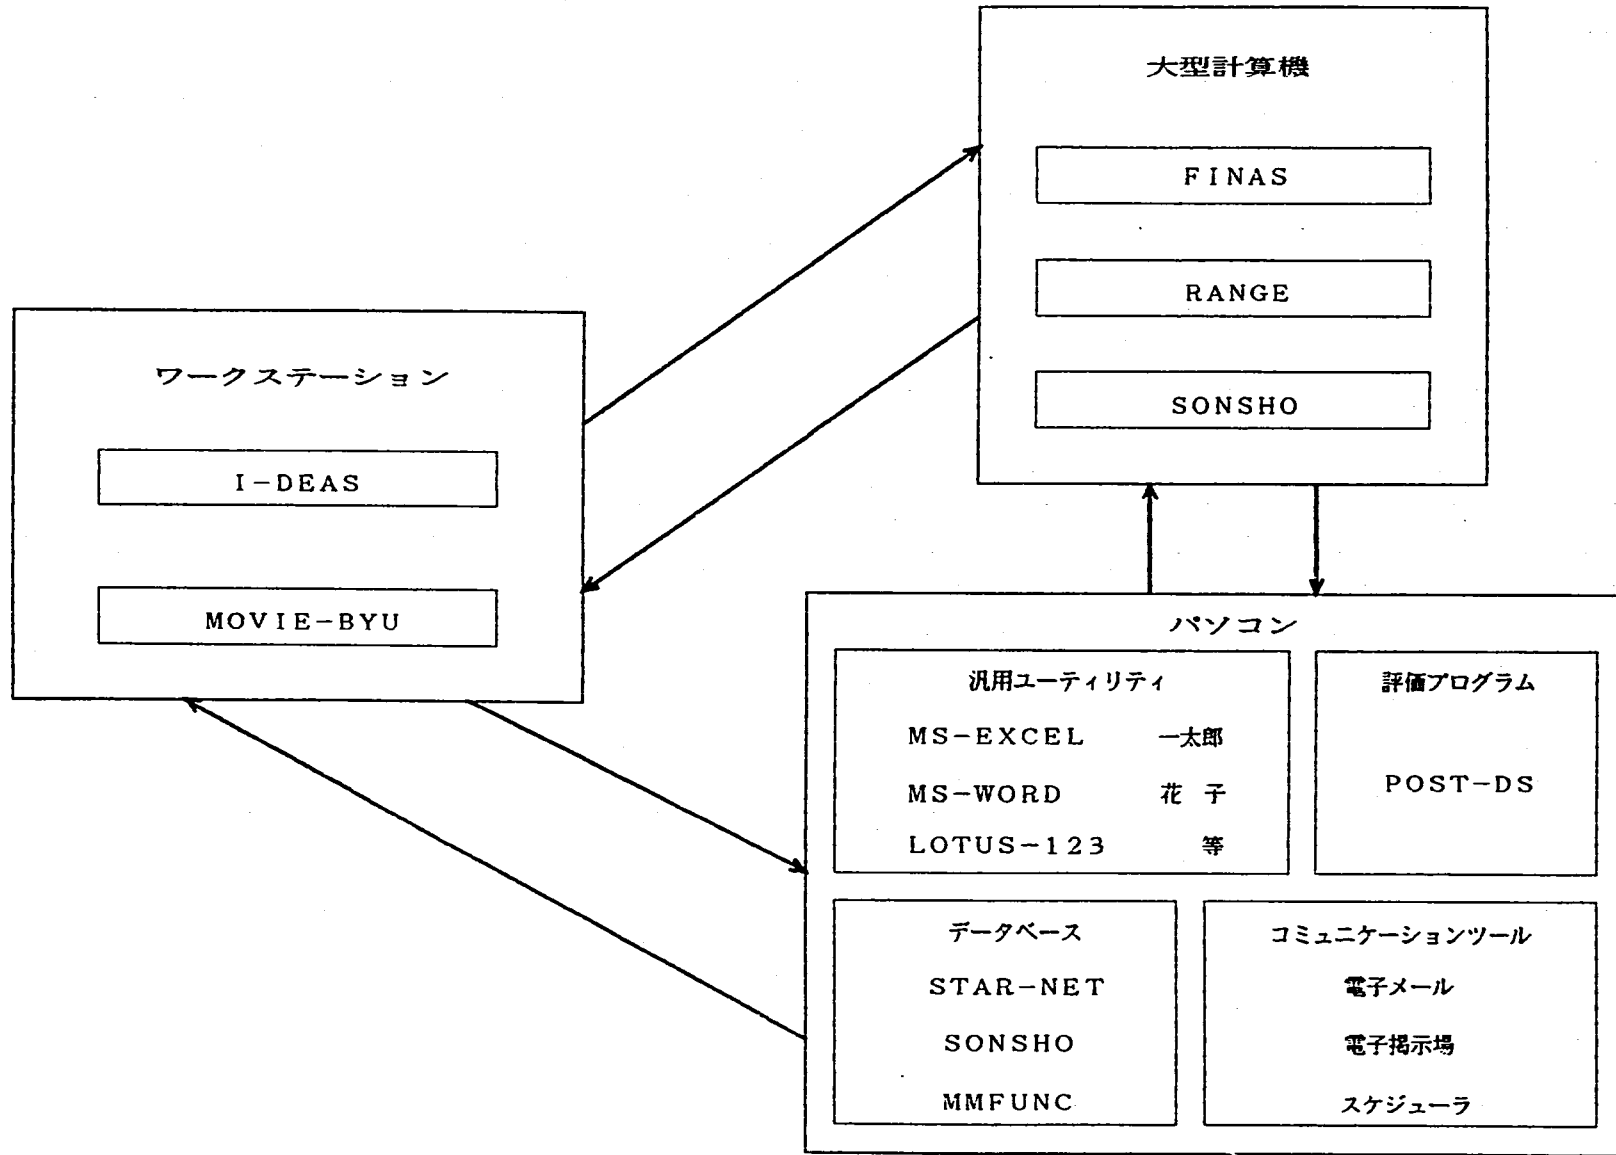 大型計算機
FINAS
RANGE
SONSHO
ワークステーション
I-DEAS
MOVIE-BYU
パソコン
汎用ユーティリティ
MS-EXCEL 一太郎
MS-WORD 花 子
LOTUS-123 等
評価プログラム
POST-DS
データベース
STAR-NET
SONSHO
MMFUNC
コミュニケーションツール
電子メール
電子掲示場
スケジューラ